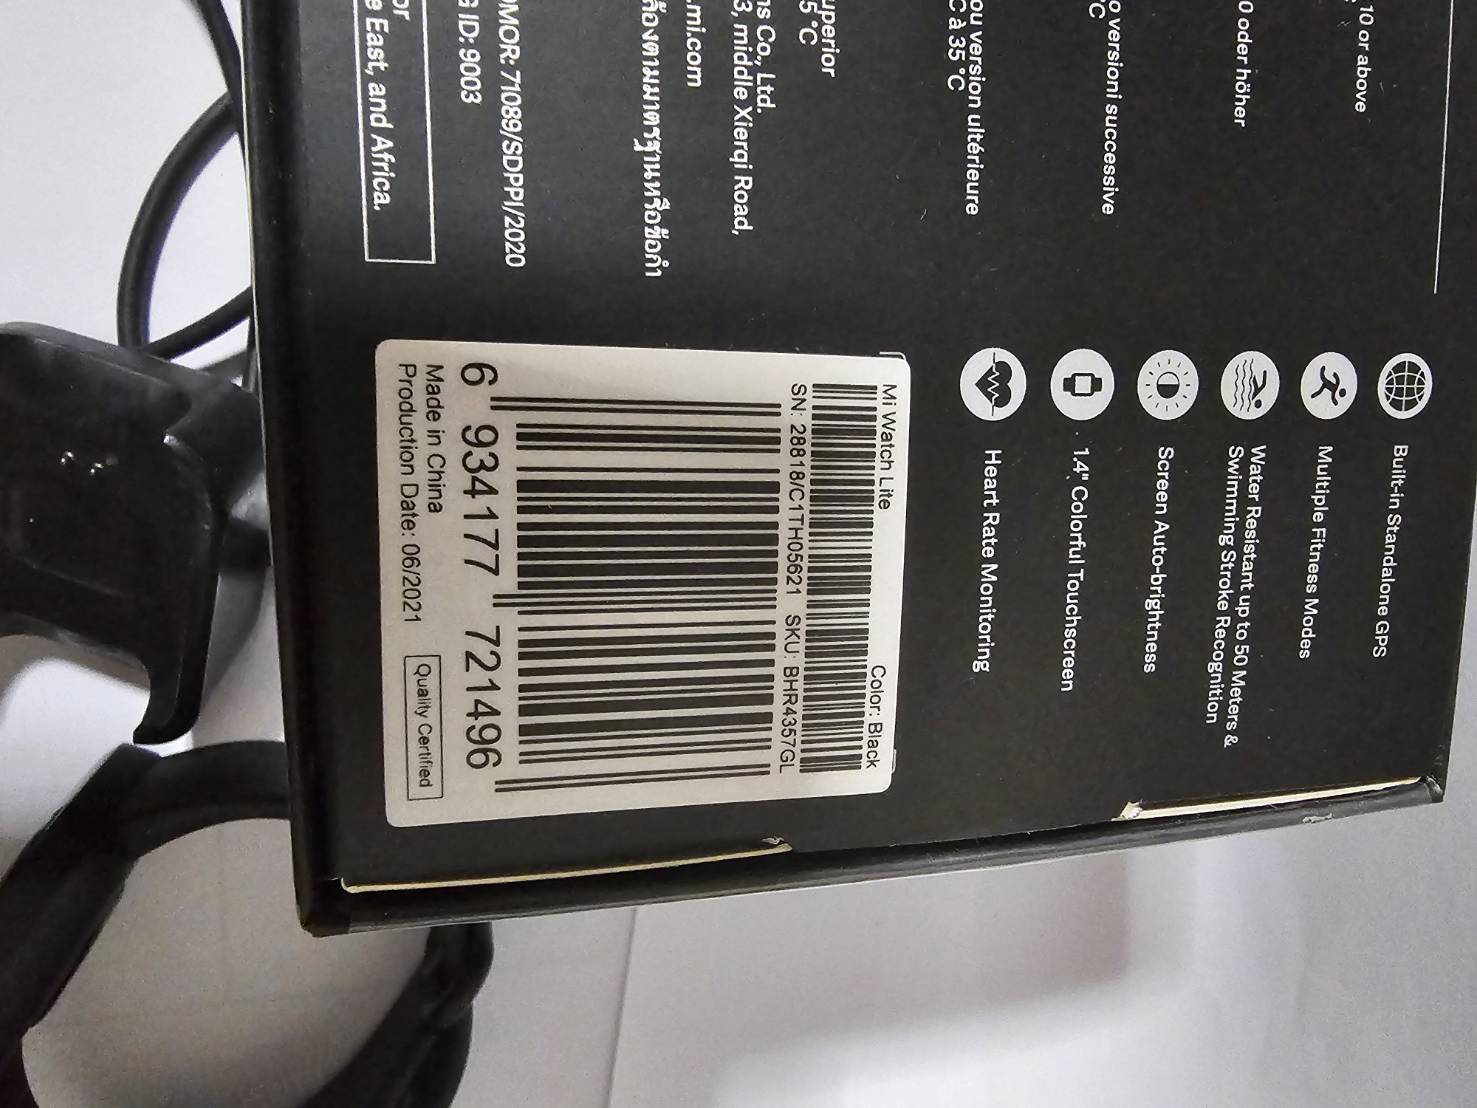 10 or above
0 oder höher
o versioni successive
°C
ou version ultérieure
C à 35 °C
uperior
5 °C
ns Co., Ltd.
3, middle Xierqi Road,
.mi.com
ต้องตามมาตรฐานหรือข้อกำ
OMOR: 71089/SDPPI/2020
G ID: 9003
or
e East, and Africa.
Built-in Standalone GPS
Multiple Fitness Modes
Water Resistant up to 50 Meters &
Swimming Stroke Recognition
Screen Auto-brightness
1.4" Colorful Touchscreen
Heart Rate Monitoring
Mi Watch Lite Color: Black
SN: 28818/C1TH05621 SKU: BHR4357GL
6 934177 721496
Made in China
Production Date: 06/2021
Quality Certified